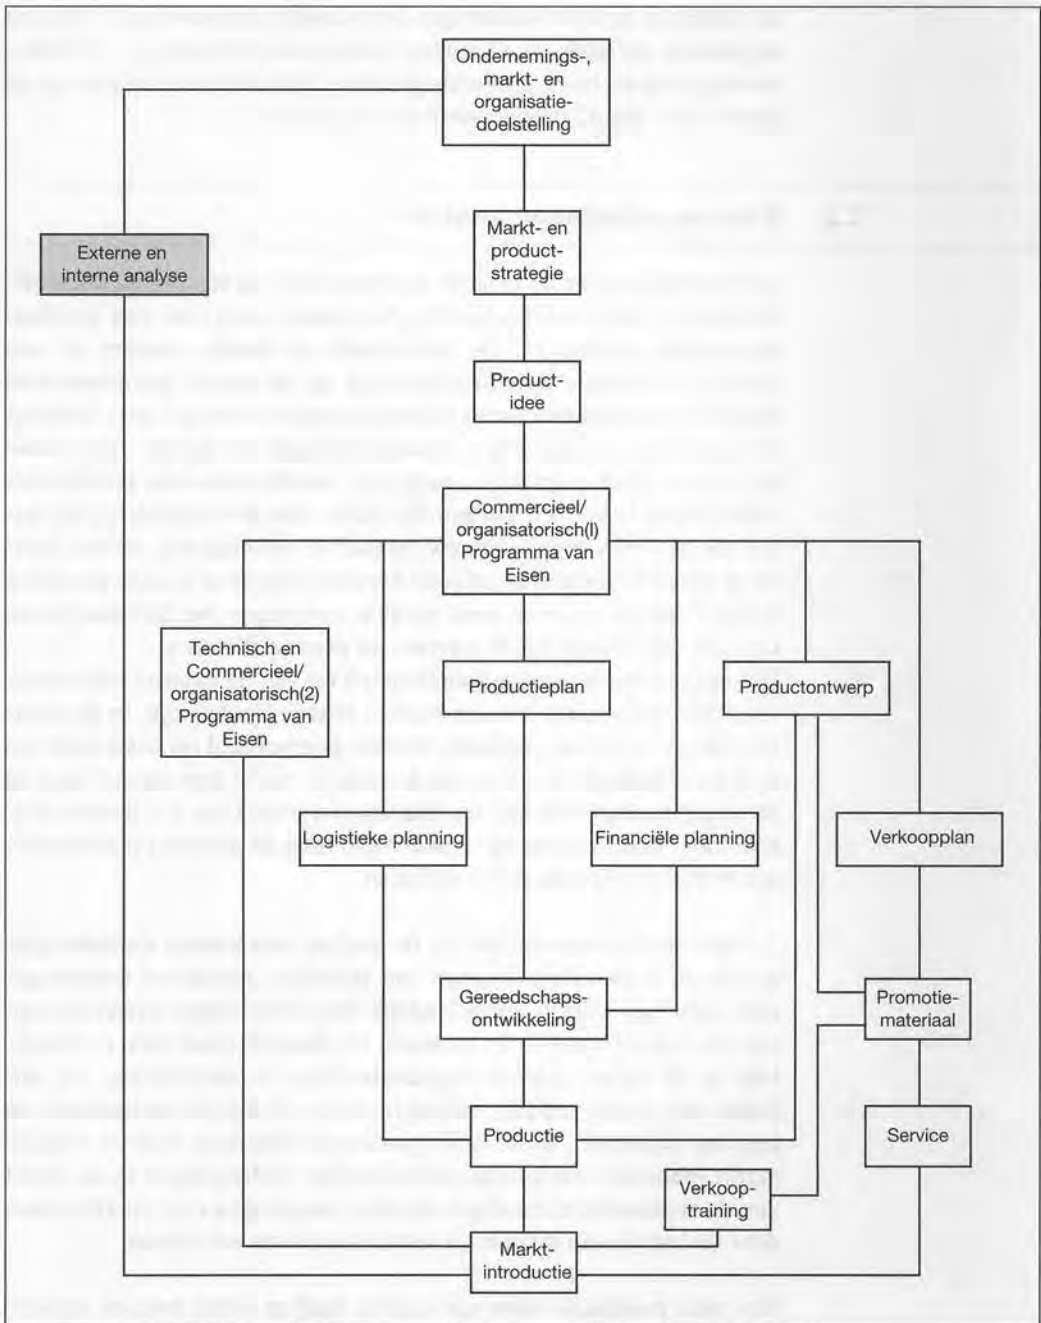 Ondernemings-,
markt- en
organisatie-
doelstelling
Externe en
interne analyse
Markt- en
product-
strategie
Product-
idee
Commercieel/
organisatorisch(I)
Programma van
Eisen
Technisch en
Commercieel/
organisatorisch(2)
Programma van
Eisen
Productieplan
Productontwerp
Logistieke planning
Financiële planning
Verkoopplan
Gereedschaps-
ontwikkeling
Promotie-
materiaal
Productie
Service
Verkoop-
training
Markt-
introductie